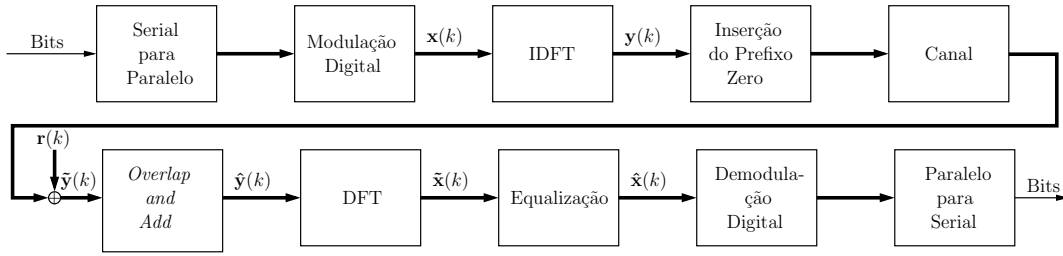 Bits
Serial
para
Paralelo
Modulação
Digital
x(k)
IDFT
y(k)
Inserção
do Prefixo
Zero
Canal
r(k)
ỹ(k)
Overlap
and
Add
ŷ(k)
DFT
x̃(k)
Equalização
x̂(k)
Demodula-
ção
Digital
Paralelo
para
Serial
Bits